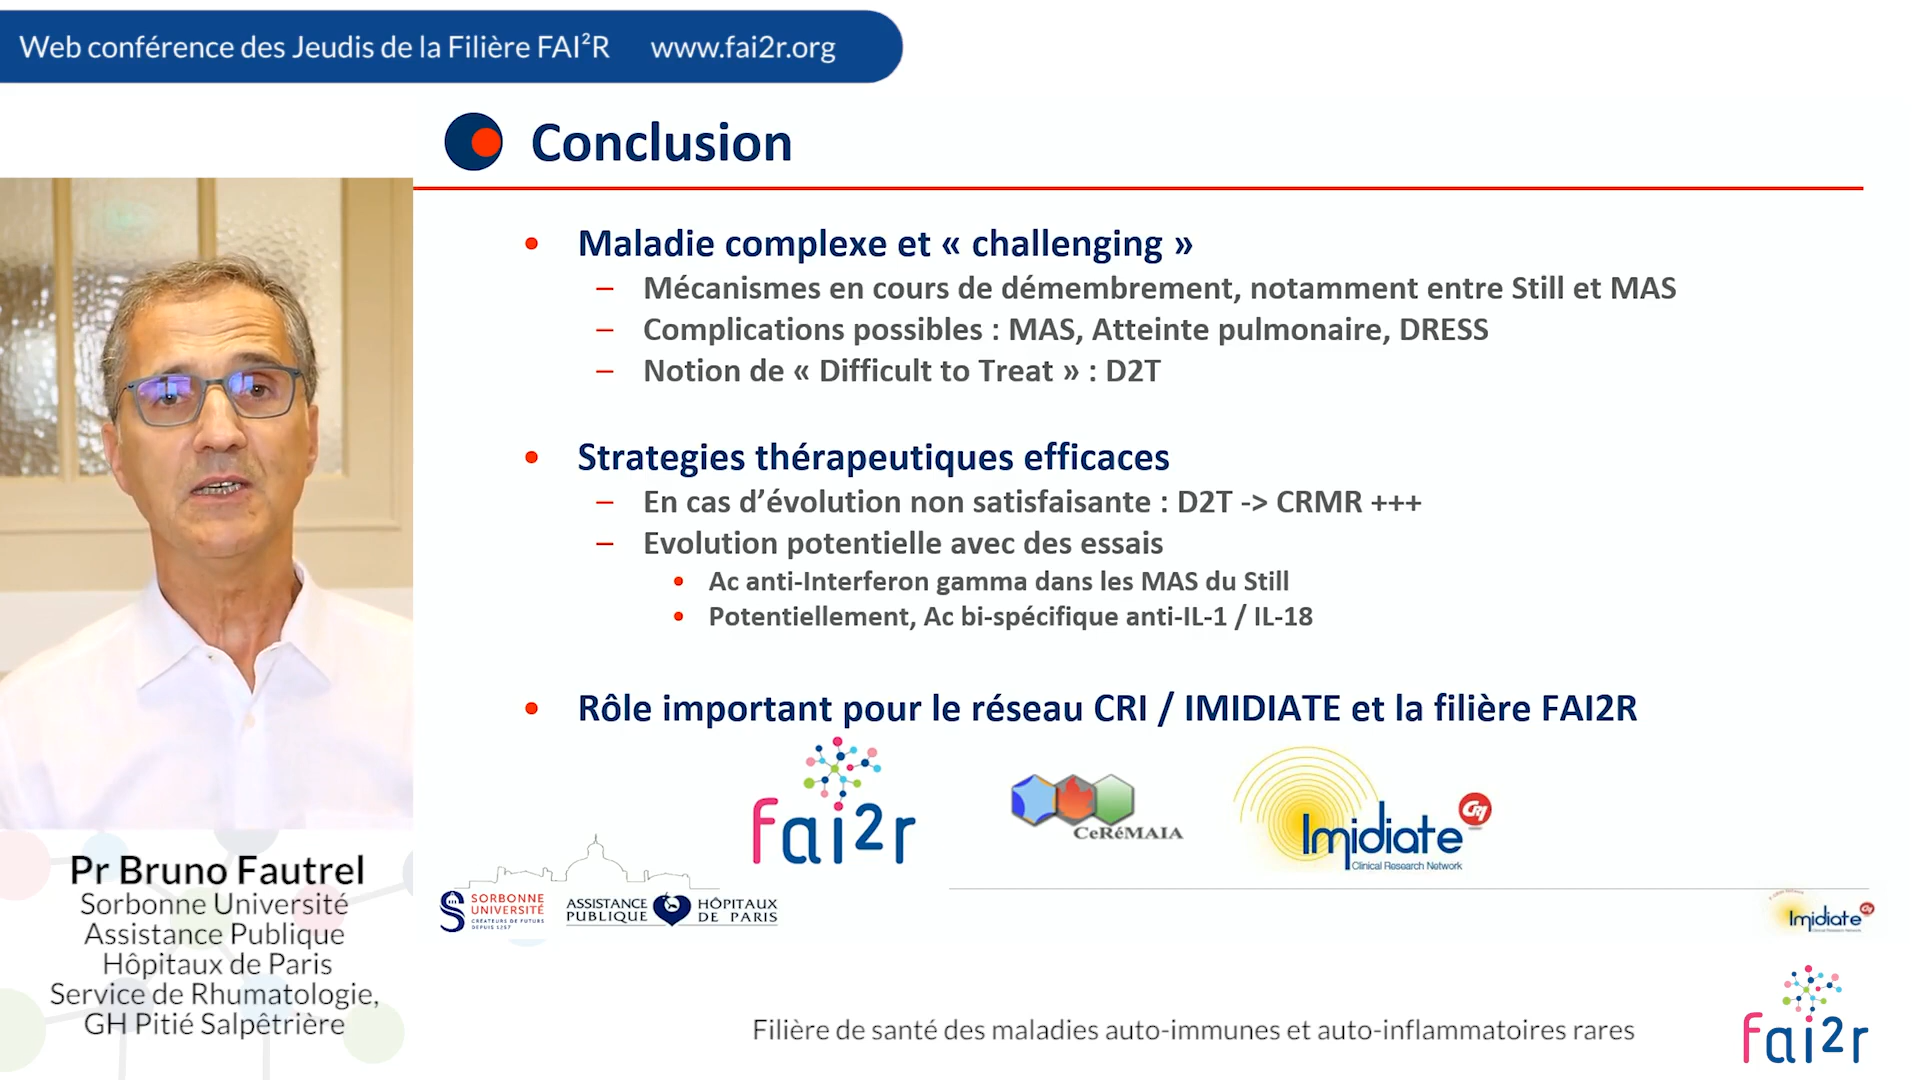 Web conférence des Jeudis de la Filière FAI²R www.fai2r.org
Conclusion
• Maladie complexe et « challenging »
– Mécanismes en cours de démembrement, notamment entre Still et MAS
– Complications possibles : MAS, Atteinte pulmonaire, DRESS
– Notion de « Difficult to Treat » : D2T
• Strategies thérapeutiques efficaces
– En cas d’évolution non satisfaisante : D2T -> CRMR +++
– Evolution potentielle avec des essais
• Ac anti-Interferon gamma dans les MAS du Still
• Potentiellement, Ac bi-spécifique anti-IL-1 / IL-18
• Rôle important pour le réseau CRI / IMIDIATE et la filière FAI2R
fai2r
CeRéMAIA
Imidiate
CRI
Clinical Research Network
Pr Bruno Fautrel
Sorbonne Université
Assistance Publique
Hôpitaux de Paris
Service de Rhumatologie,
GH Pitié Salpêtrière
SORBONNE
UNIVERSITÉ
CRÉATEURS DE FUTURS
DEPUIS 1257
ASSISTANCE
PUBLIQUE
HÔPITAUX
DE PARIS
Imidiate
Filière de santé des maladies auto-immunes et auto-inflammatoires rares
fai2r